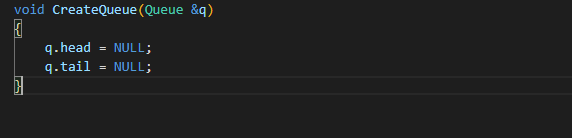 void CreateQueue(Queue &q)
{
    q.head = NULL;
    q.tail = NULL;
}